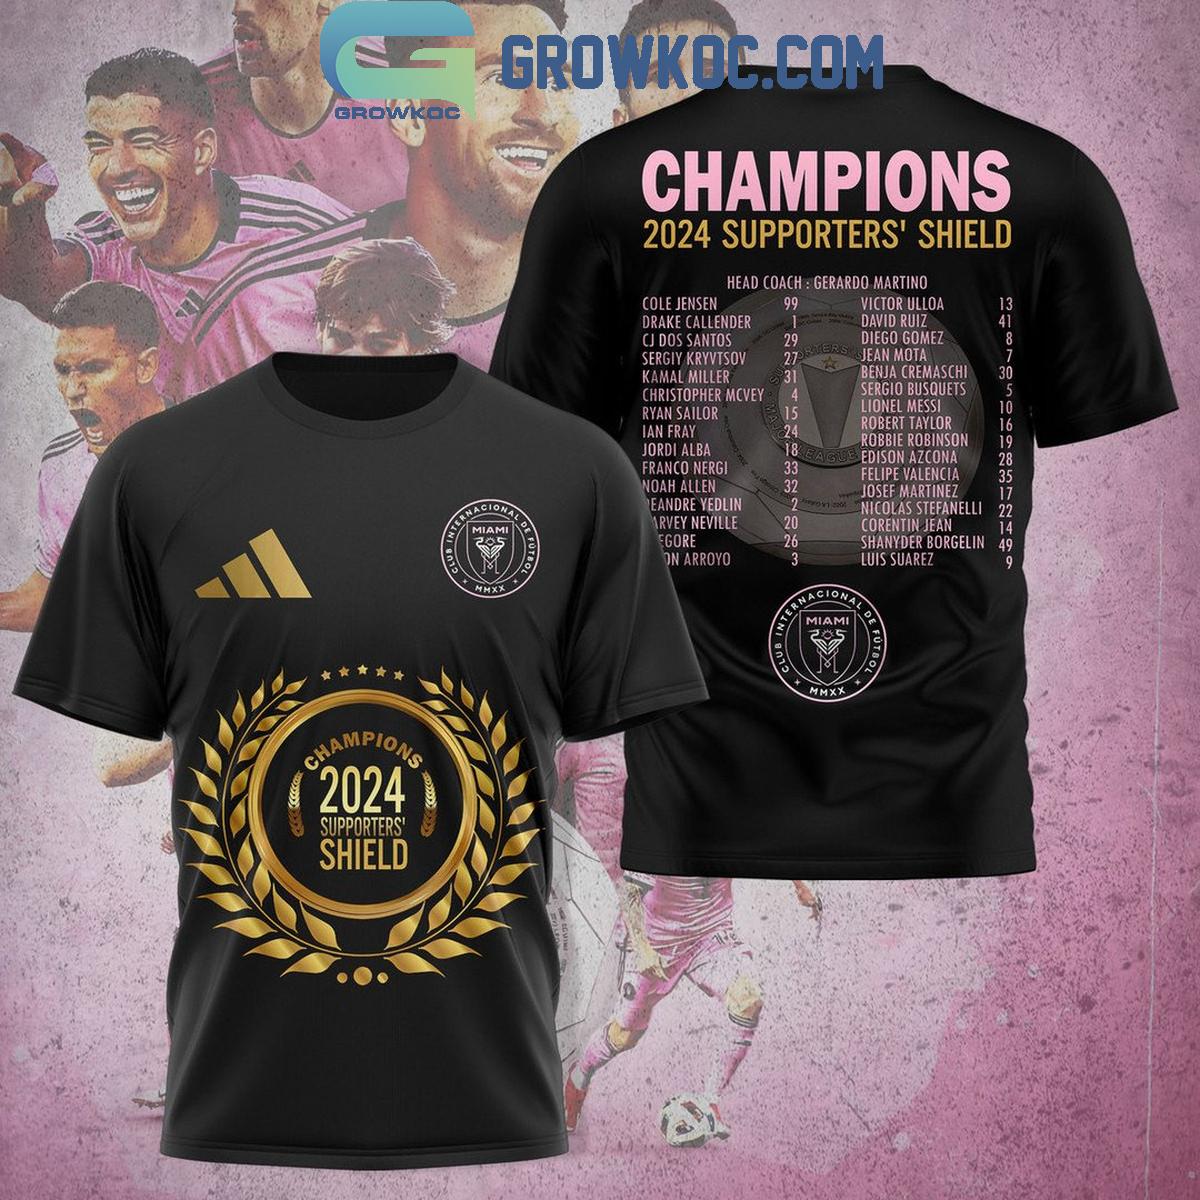 GROWKOC.COM
GROWKOC
CHAMPIONS
2024 SUPPORTERS' SHIELD
HEAD COACH : GERARDO MARTINO
COLE JENSEN 99
DRAKE CALLENDER 1
CJ DOS SANTOS 29
SERGIY KRYVTSOV 27
KAMAL MILLER 31
CHRISTOPHER MCVEY 4
RYAN SAILOR 15
IAN FRAY 24
JORDI ALBA 18
FRANCO NERGI 33
NOAH ALLEN 32
DEANDRE YEDLIN 2
HARVEY NEVILLE 20
EGORE 26
ON ARROYO 3
VICTOR ULLOA 13
DAVID RUIZ 41
DIEGO GOMEZ 8
JEAN MOTA 7
BENJA CREMASCHI 30
SERGIO BUSQUETS 5
LIONEL MESSI 10
ROBERT TAYLOR 16
ROBBIE ROBINSON 19
EDISON AZCONA 28
FELIPE VALENCIA 35
JOSEF MARTINEZ 17
NICOLAS STEFANELLI 22
CORENTIN JEAN 14
SHANYDER BORGELIN 49
LUIS SUAREZ 9
CLUB INTERNACIONAL DE FÚTBOL
MIAMI
MMXX
CLUB INTERNACIONAL DE FÚTBOL
MIAMI
MMXX
CHAMPIONS
2024
SUPPORTERS'
SHIELD